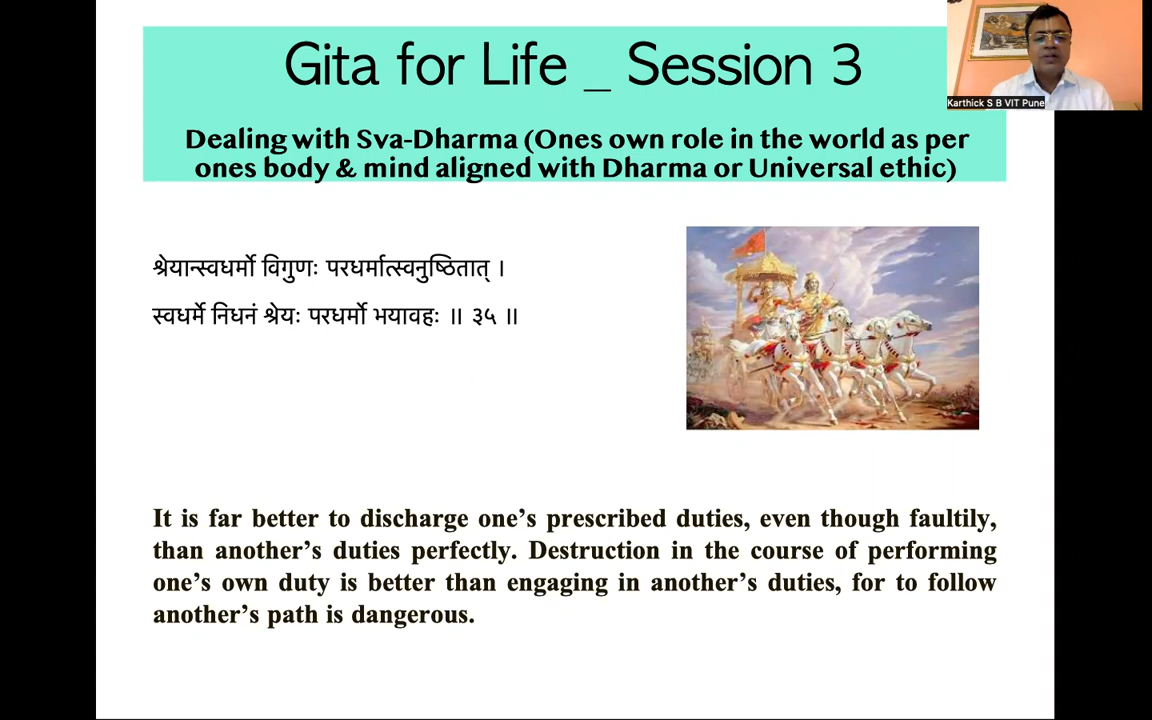 Gita for Life _ Session 3
Karthick S B VIT Pune
Dealing with Sva-Dharma (Ones own role in the world as per
ones body & mind aligned with Dharma or Universal ethic)
श्रेयान्स्वधर्मो विगुणः परधर्मात्स्वनुष्ठितात् ।
स्वधर्मे निधनं श्रेयः परधर्मो भयावहः ॥ ३५ ॥
It is far better to discharge one’s prescribed duties, even though faultily,
than another’s duties perfectly. Destruction in the course of performing
one’s own duty is better than engaging in another’s duties, for to follow
another’s path is dangerous.